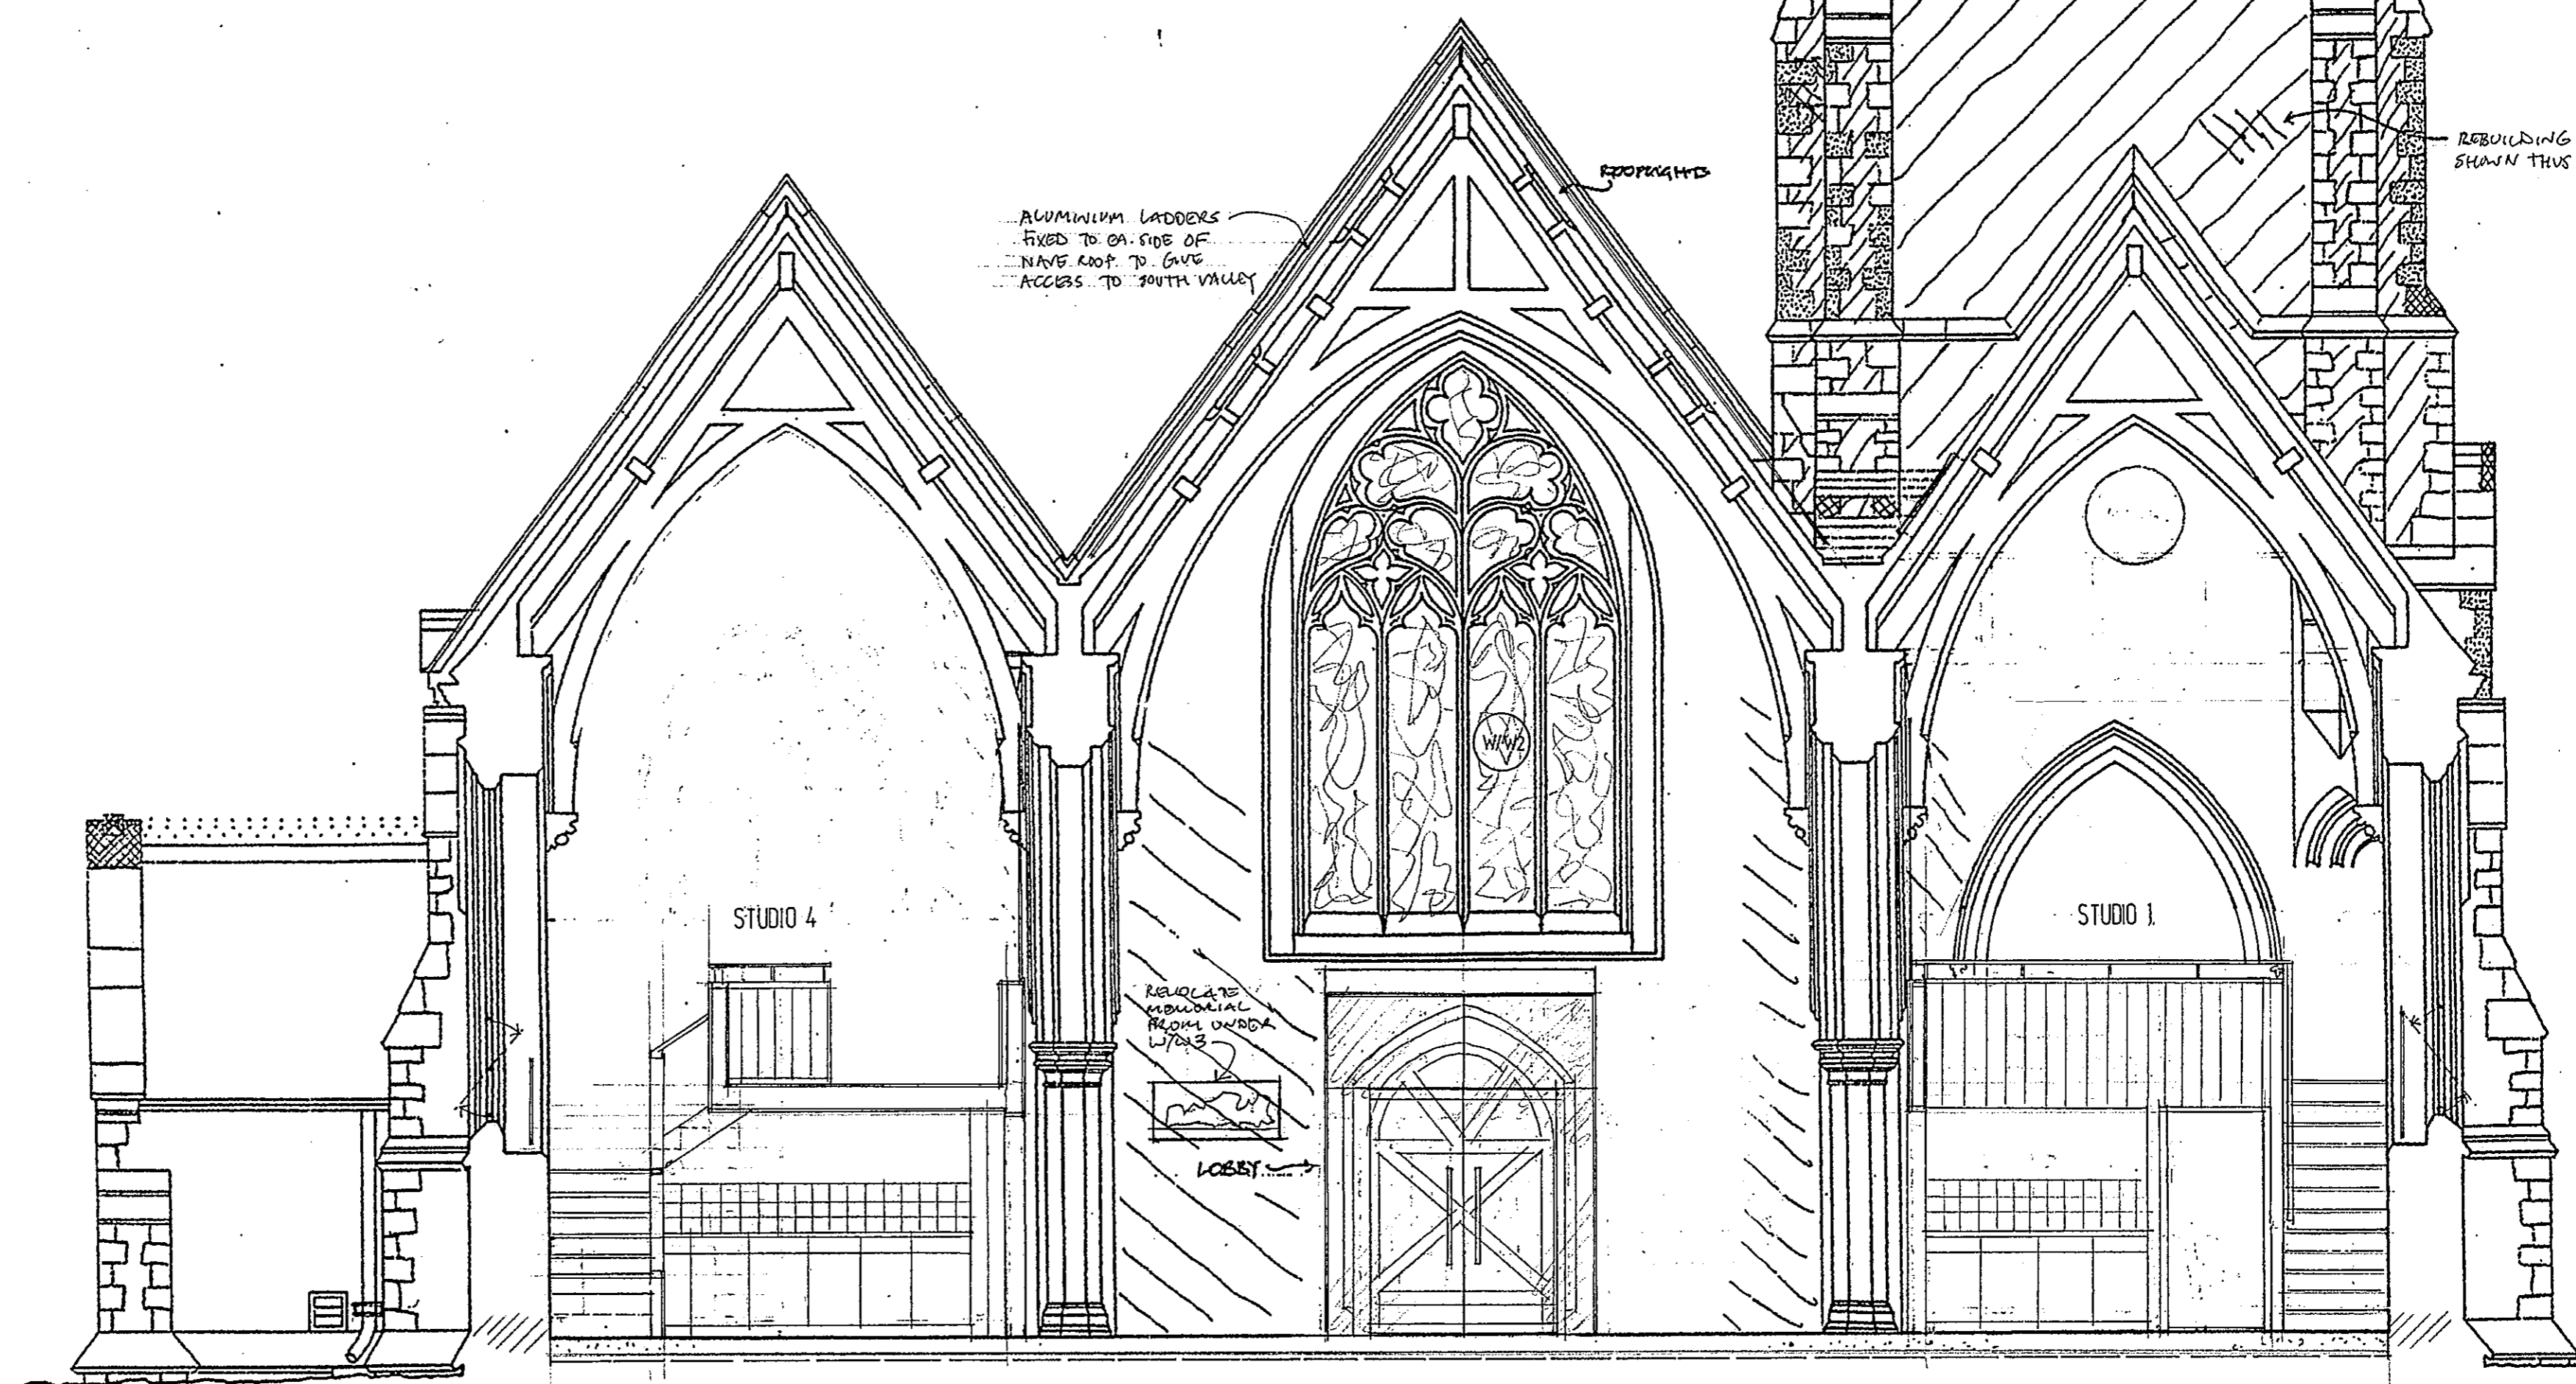 REBUILDING
SHOWN THUS
ROOFLIGHTS
ALUMINIUM LADDERS
FIXED TO EA. SIDE OF
NAVE ROOF TO GIVE
ACCESS TO SOUTH VALLEY
W/W2
STUDIO 4
STUDIO 1.
RELOCATE
MEMORIAL
FROM UNDER
W/W3
LOBBY